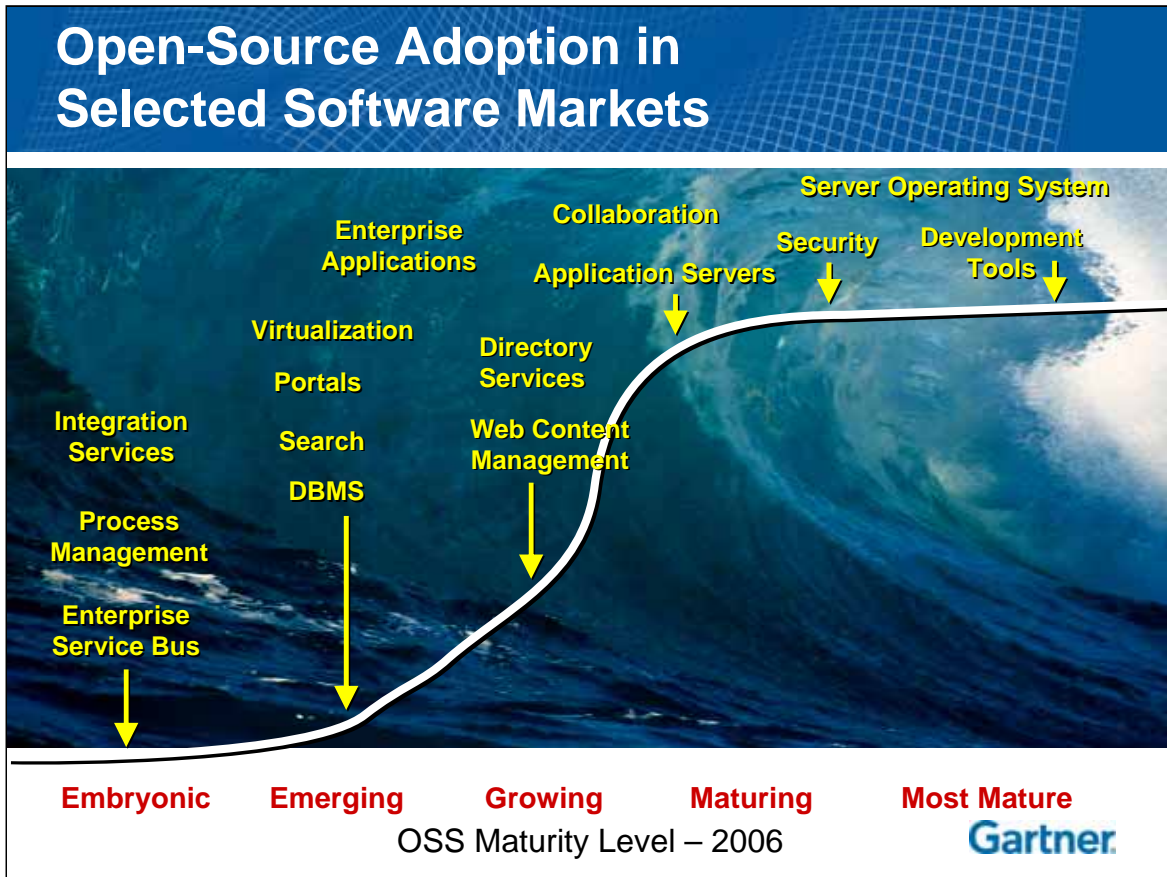 Open-Source Adoption in
Selected Software Markets
Server Operating System
Collaboration
Enterprise
Applications
Security
Development
Tools
Application Servers
Virtualization
Directory
Services
Portals
Integration
Services
Search
Web Content
Management
DBMS
Process
Management
Enterprise
Service Bus
Embryonic
Emerging
Growing
Maturing
Most Mature
OSS Maturity Level – 2006
Gartner.